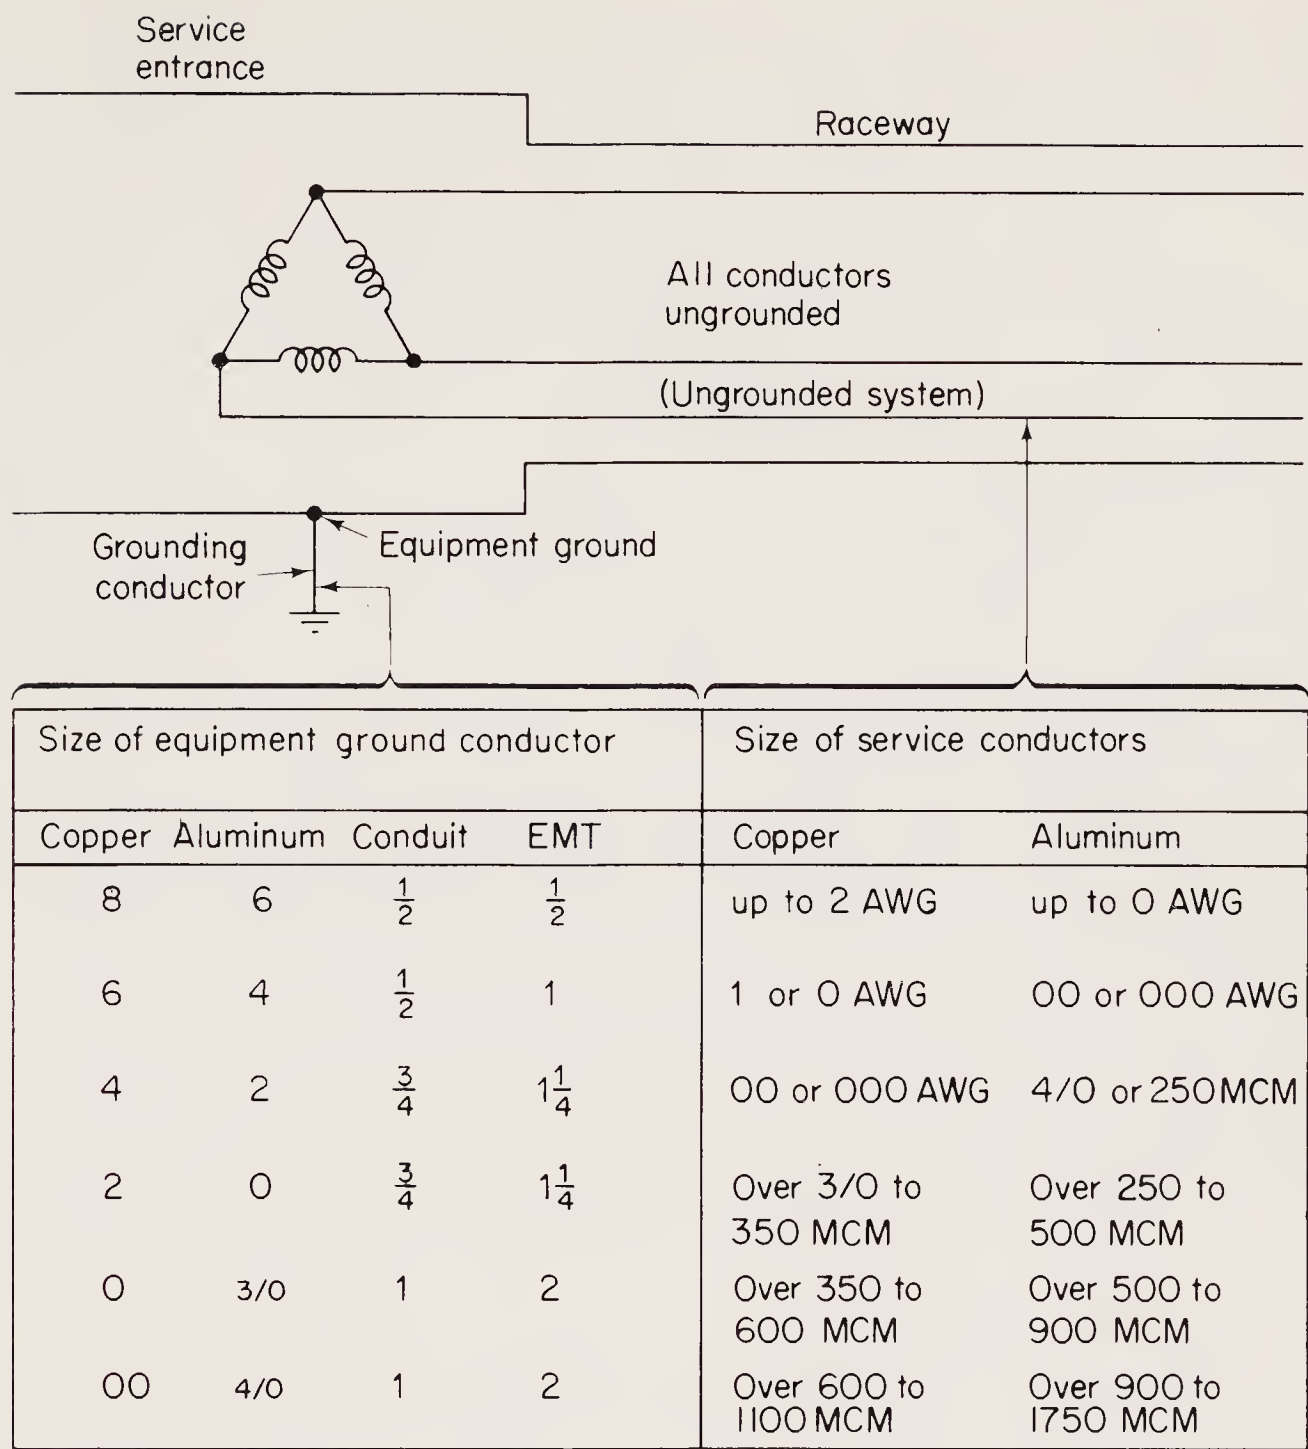 Service
entrance
Raceway
All conductors
ungrounded
(Ungrounded system)
Grounding
conductor
Equipment ground
Size of equipment ground conductor Size of service conductors
Copper Aluminum Conduit EMT Copper Aluminum
8 6 1/2 1/2 up to 2 AWG up to 0 AWG
6 4 1/2 1 1 or 0 AWG 00 or 000 AWG
4 2 3/4 1 1/4 00 or 000 AWG 4/0 or 250 MCM
2 0 3/4 1 1/4 Over 3/0 to Over 250 to
350 MCM 500 MCM
0 3/0 1 2 Over 350 to Over 500 to
600 MCM 900 MCM
00 4/0 1 2 Over 600 to Over 900 to
1100 MCM 1750 MCM